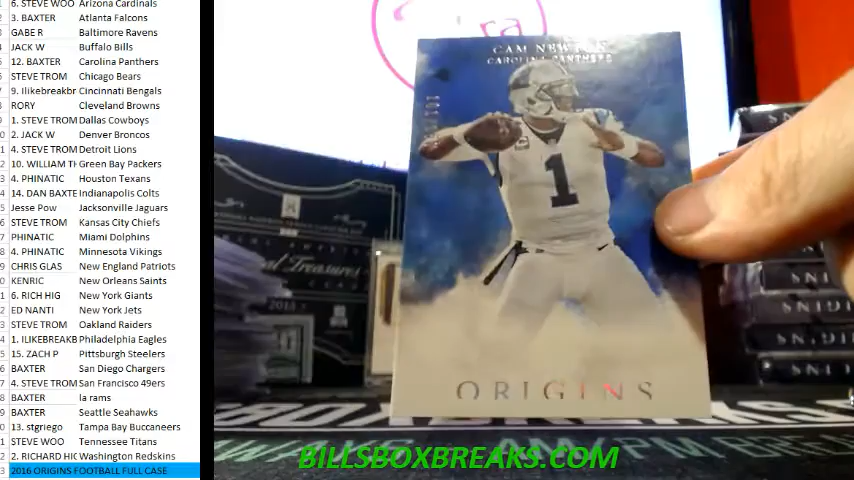 6. STEVE WOO Arizona Cardinals
3. BAXTER Atlanta Falcons
GABE R Baltimore Ravens
JACK W Buffalo Bills
12. BAXTER Carolina Panthers
STEVE TROM Chicago Bears
9. Ilikebreakbr Cincinnati Bengals
RORY Cleveland Browns
1. STEVE TROM Dallas Cowboys
2. JACK W Denver Broncos
4. STEVE TROM Detroit Lions
10. WILLIAM TH Green Bay Packers
4. PHINATIC Houston Texans
14. DAN BAXTE Indianapolis Colts
Jesse Pow Jacksonville Jaguars
STEVE TROM Kansas City Chiefs
PHINATIC Miami Dolphins
4. PHINATIC Minnesota Vikings
CHRIS GLAS New England Patriots
KENRIC New Orleans Saints
6. RICH HIG New York Giants
ED NANTI New York Jets
STEVE TROM Oakland Raiders
1. ILIKEBREAKB Philadelphia Eagles
15. ZACH P Pittsburgh Steelers
BAXTER San Diego Chargers
4. STEVE TROM San Francisco 49ers
BAXTER la rams
BAXTER Seattle Seahawks
13. stgriego Tampa Bay Buccaneers
STEVE WOO Tennessee Titans
2. RICHARD HIG Washington Redskins
2016 ORIGINS FOOTBALL FULL CASE
CAM NEWTON
CAROLINA PANTHERS
1
ORIGINS
BILLSBOXBREAKS.COM